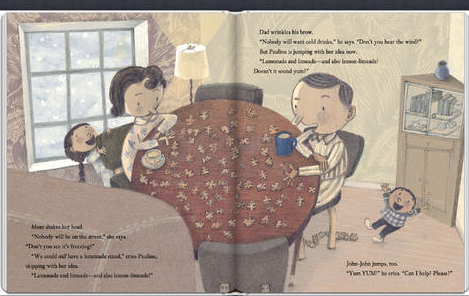 Mom shakes her head.
"Nobody will be on the street," she says.
"Don't you see it's freezing?"
"We could still have a lemonade stand," cries Pauline,
skipping with her idea.
"Lemonade and limeade—and also lemon-limeade!"
Dad wrinkles his brow.
"Nobody will want cold drinks," he says. "Don't you hear the wind?"
But Pauline is jumping with her idea now.
"Lemonade and limeade—and also lemon-limeade!
Doesn't it sound yum?"
John-John jumps, too.
"Yum YUM!" he cries. "Can I help? Please?"